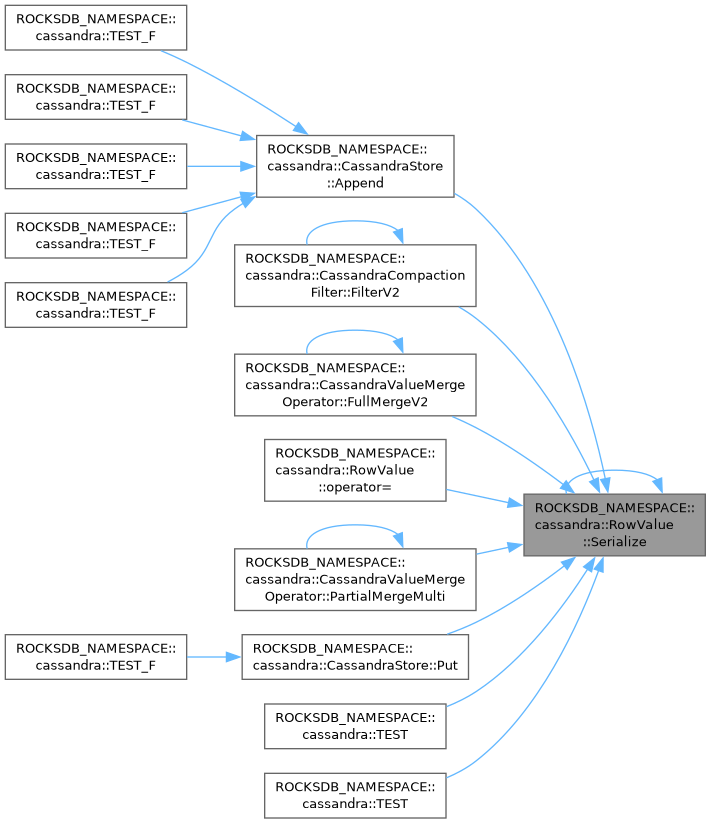 ROCKSDB_NAMESPACE::
cassandra::TEST_F
ROCKSDB_NAMESPACE::
cassandra::TEST_F
ROCKSDB_NAMESPACE::
cassandra::TEST_F
ROCKSDB_NAMESPACE::
cassandra::TEST_F
ROCKSDB_NAMESPACE::
cassandra::TEST_F
ROCKSDB_NAMESPACE::
cassandra::CassandraStore
::Append
ROCKSDB_NAMESPACE::
cassandra::CassandraCompaction
Filter::FilterV2
ROCKSDB_NAMESPACE::
cassandra::CassandraValueMerge
Operator::FullMergeV2
ROCKSDB_NAMESPACE::
cassandra::RowValue
::operator=
ROCKSDB_NAMESPACE::
cassandra::RowValue
::Serialize
ROCKSDB_NAMESPACE::
cassandra::CassandraValueMerge
Operator::PartialMergeMulti
ROCKSDB_NAMESPACE::
cassandra::TEST_F
ROCKSDB_NAMESPACE::
cassandra::CassandraStore::Put
ROCKSDB_NAMESPACE::
cassandra::TEST
ROCKSDB_NAMESPACE::
cassandra::TEST